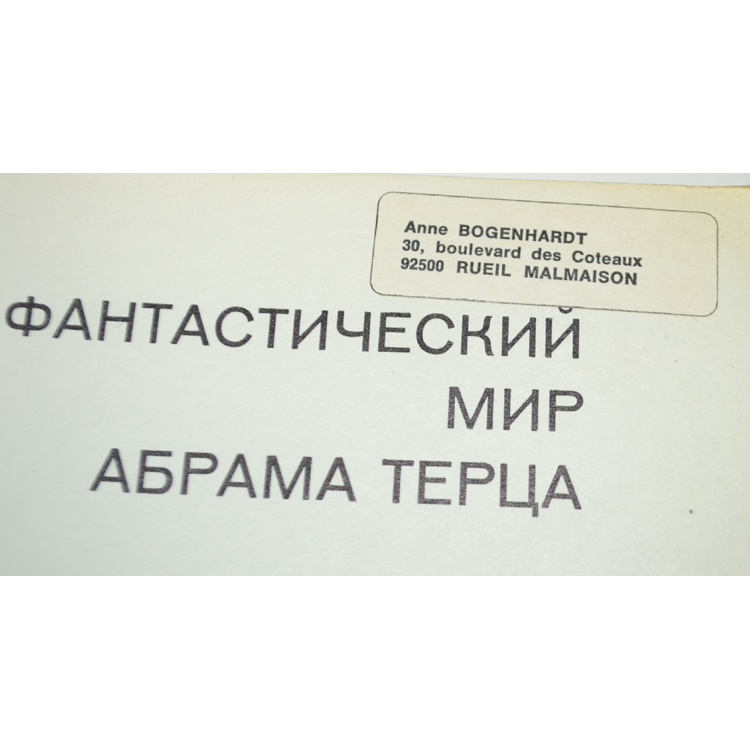 Anne BOGENHARDT
30, boulevard des Coteaux
92500 RUEIL MALMAISON
ФАНТАСТИЧЕСКИЙ
МИР
АБРАМА ТЕРЦА